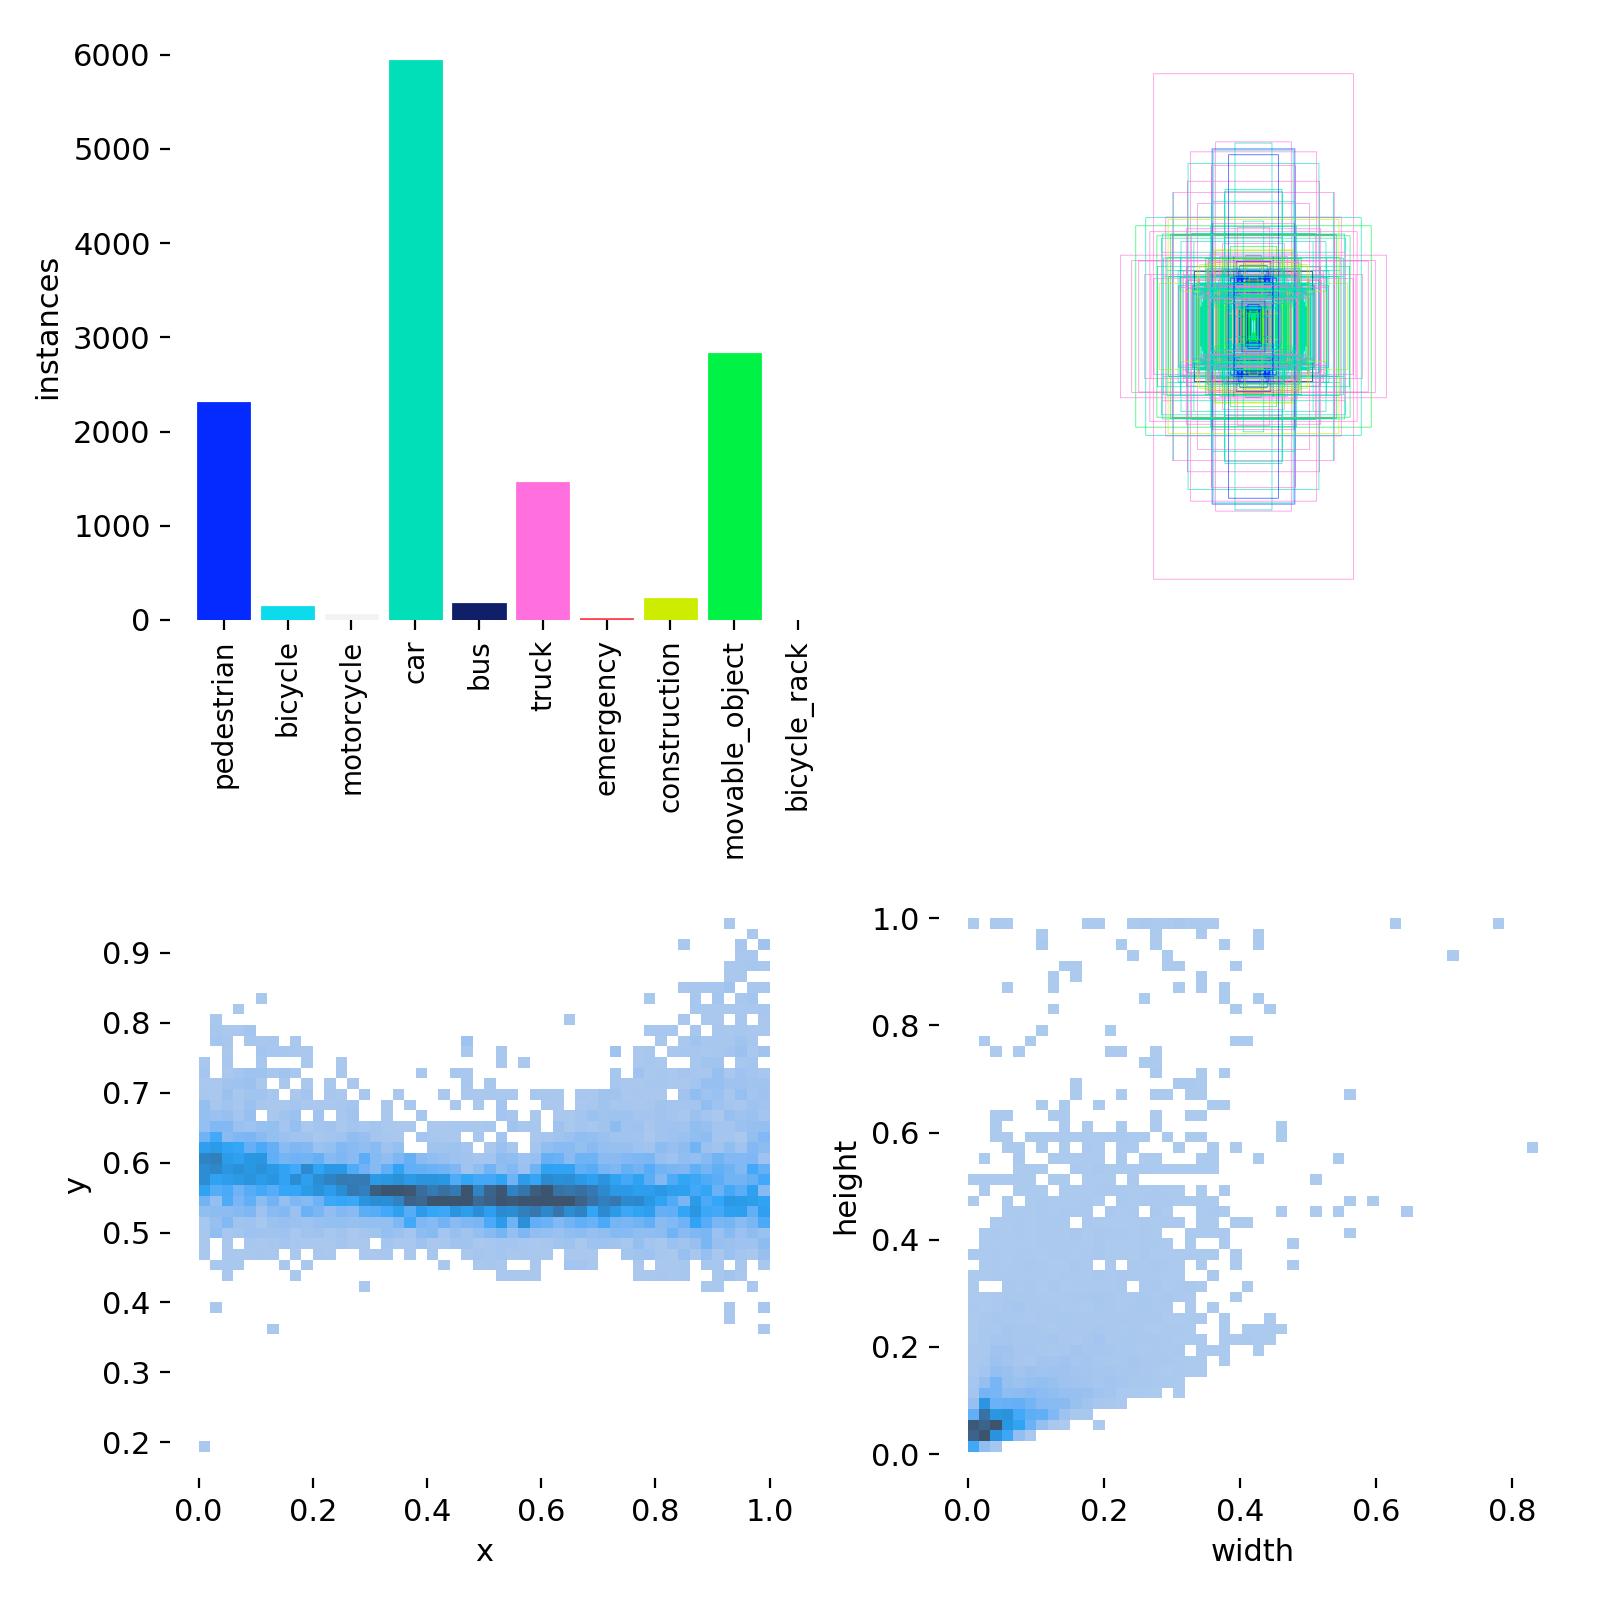 6000
5000
4000
3000
2000
1000
0
instances
pedestrian
bicycle
motorcycle
car
bus
truck
emergency
construction
movable_object
bicycle_rack
0.9
0.8
0.7
0.6
0.5
0.4
0.3
0.2
y
0.0 0.2 0.4 0.6 0.8 1.0
x
1.0
0.8
0.6
0.4
0.2
0.0
height
0.0 0.2 0.4 0.6 0.8
width